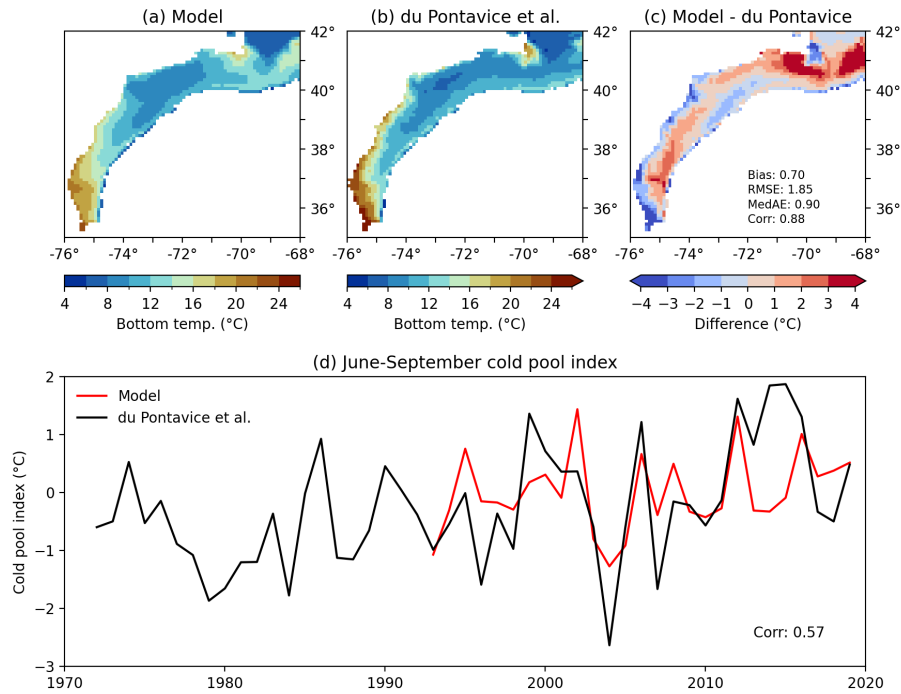 (a) Model
(b) du Pontavice et al.
(c) Model - du Pontavice
42°
40°
38°
36°
-76°
-74°
-72°
-70°
-68°
42°
40°
38°
36°
-76°
-74°
-72°
-70°
-68°
42°
40°
38°
36°
-76°
-74°
-72°
-70°
-68°
Bias: 0.70
RMSE: 1.85
MedAE: 0.90
Corr: 0.88
4 8 12 16 20 24
Bottom temp. (°C)
4 8 12 16 20 24
Bottom temp. (°C)
−4 −3 −2 −1 0 1 2 3 4
Difference (°C)
(d) June-September cold pool index
Cold pool index (°C)
2
1
0
−1
−2
−3
Model
du Pontavice et al.
Corr: 0.57
1970 1980 1990 2000 2010 2020